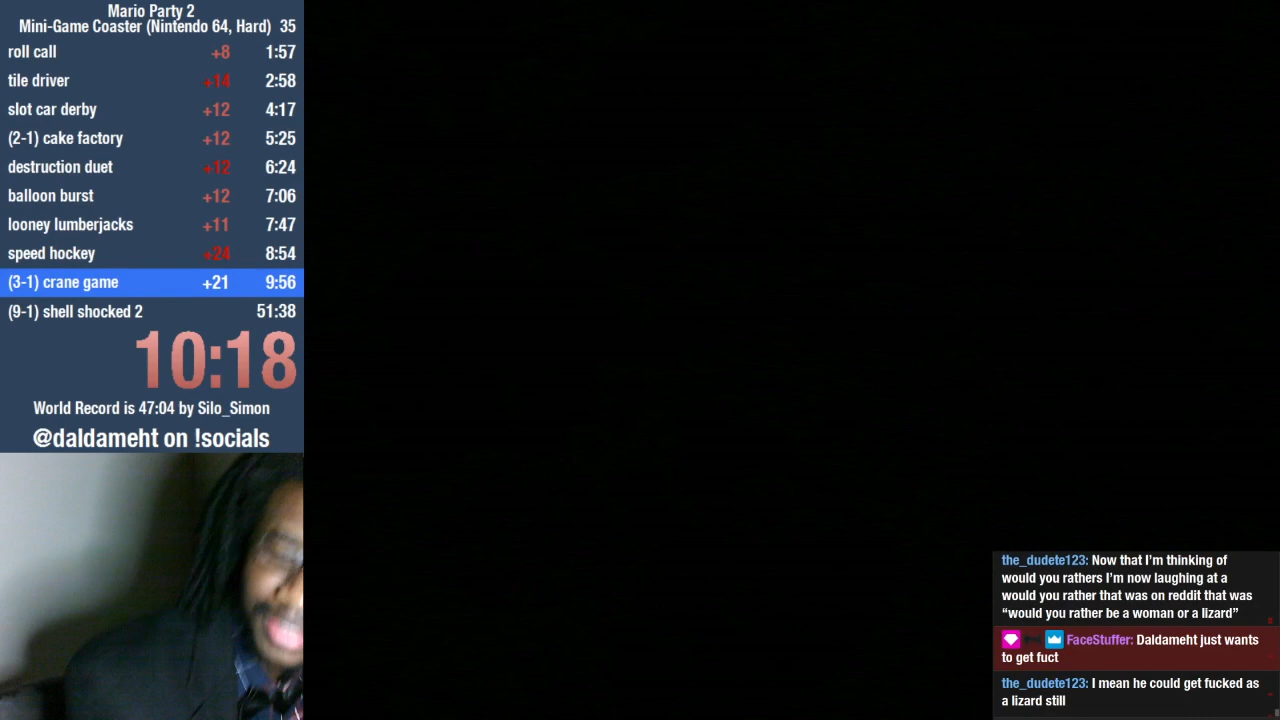 Mario Party 2
Mini-Game Coaster (Nintendo 64, Hard) 35
roll call +8 1:57
tile driver +14 2:58
slot car derby +12 4:17
(2-1) cake factory +12 5:25
destruction duet +12 6:24
balloon burst +12 7:06
looney lumberjacks +11 7:47
speed hockey +24 8:54
(3-1) crane game +21 9:56
(9-1) shell shocked 2 51:38
10:18
World Record is 47:04 by Silo_Simon
@daldameht on !socials
the_dudete123: Now that I'm thinking of
would you rathers I'm now laughing at a
would you rather that was on reddit that was
“would you rather be a woman or a lizard”
FaceStuffer: Daldameht just wants
to get fuct
the_dudete123: I mean he could get fucked as
a lizard still